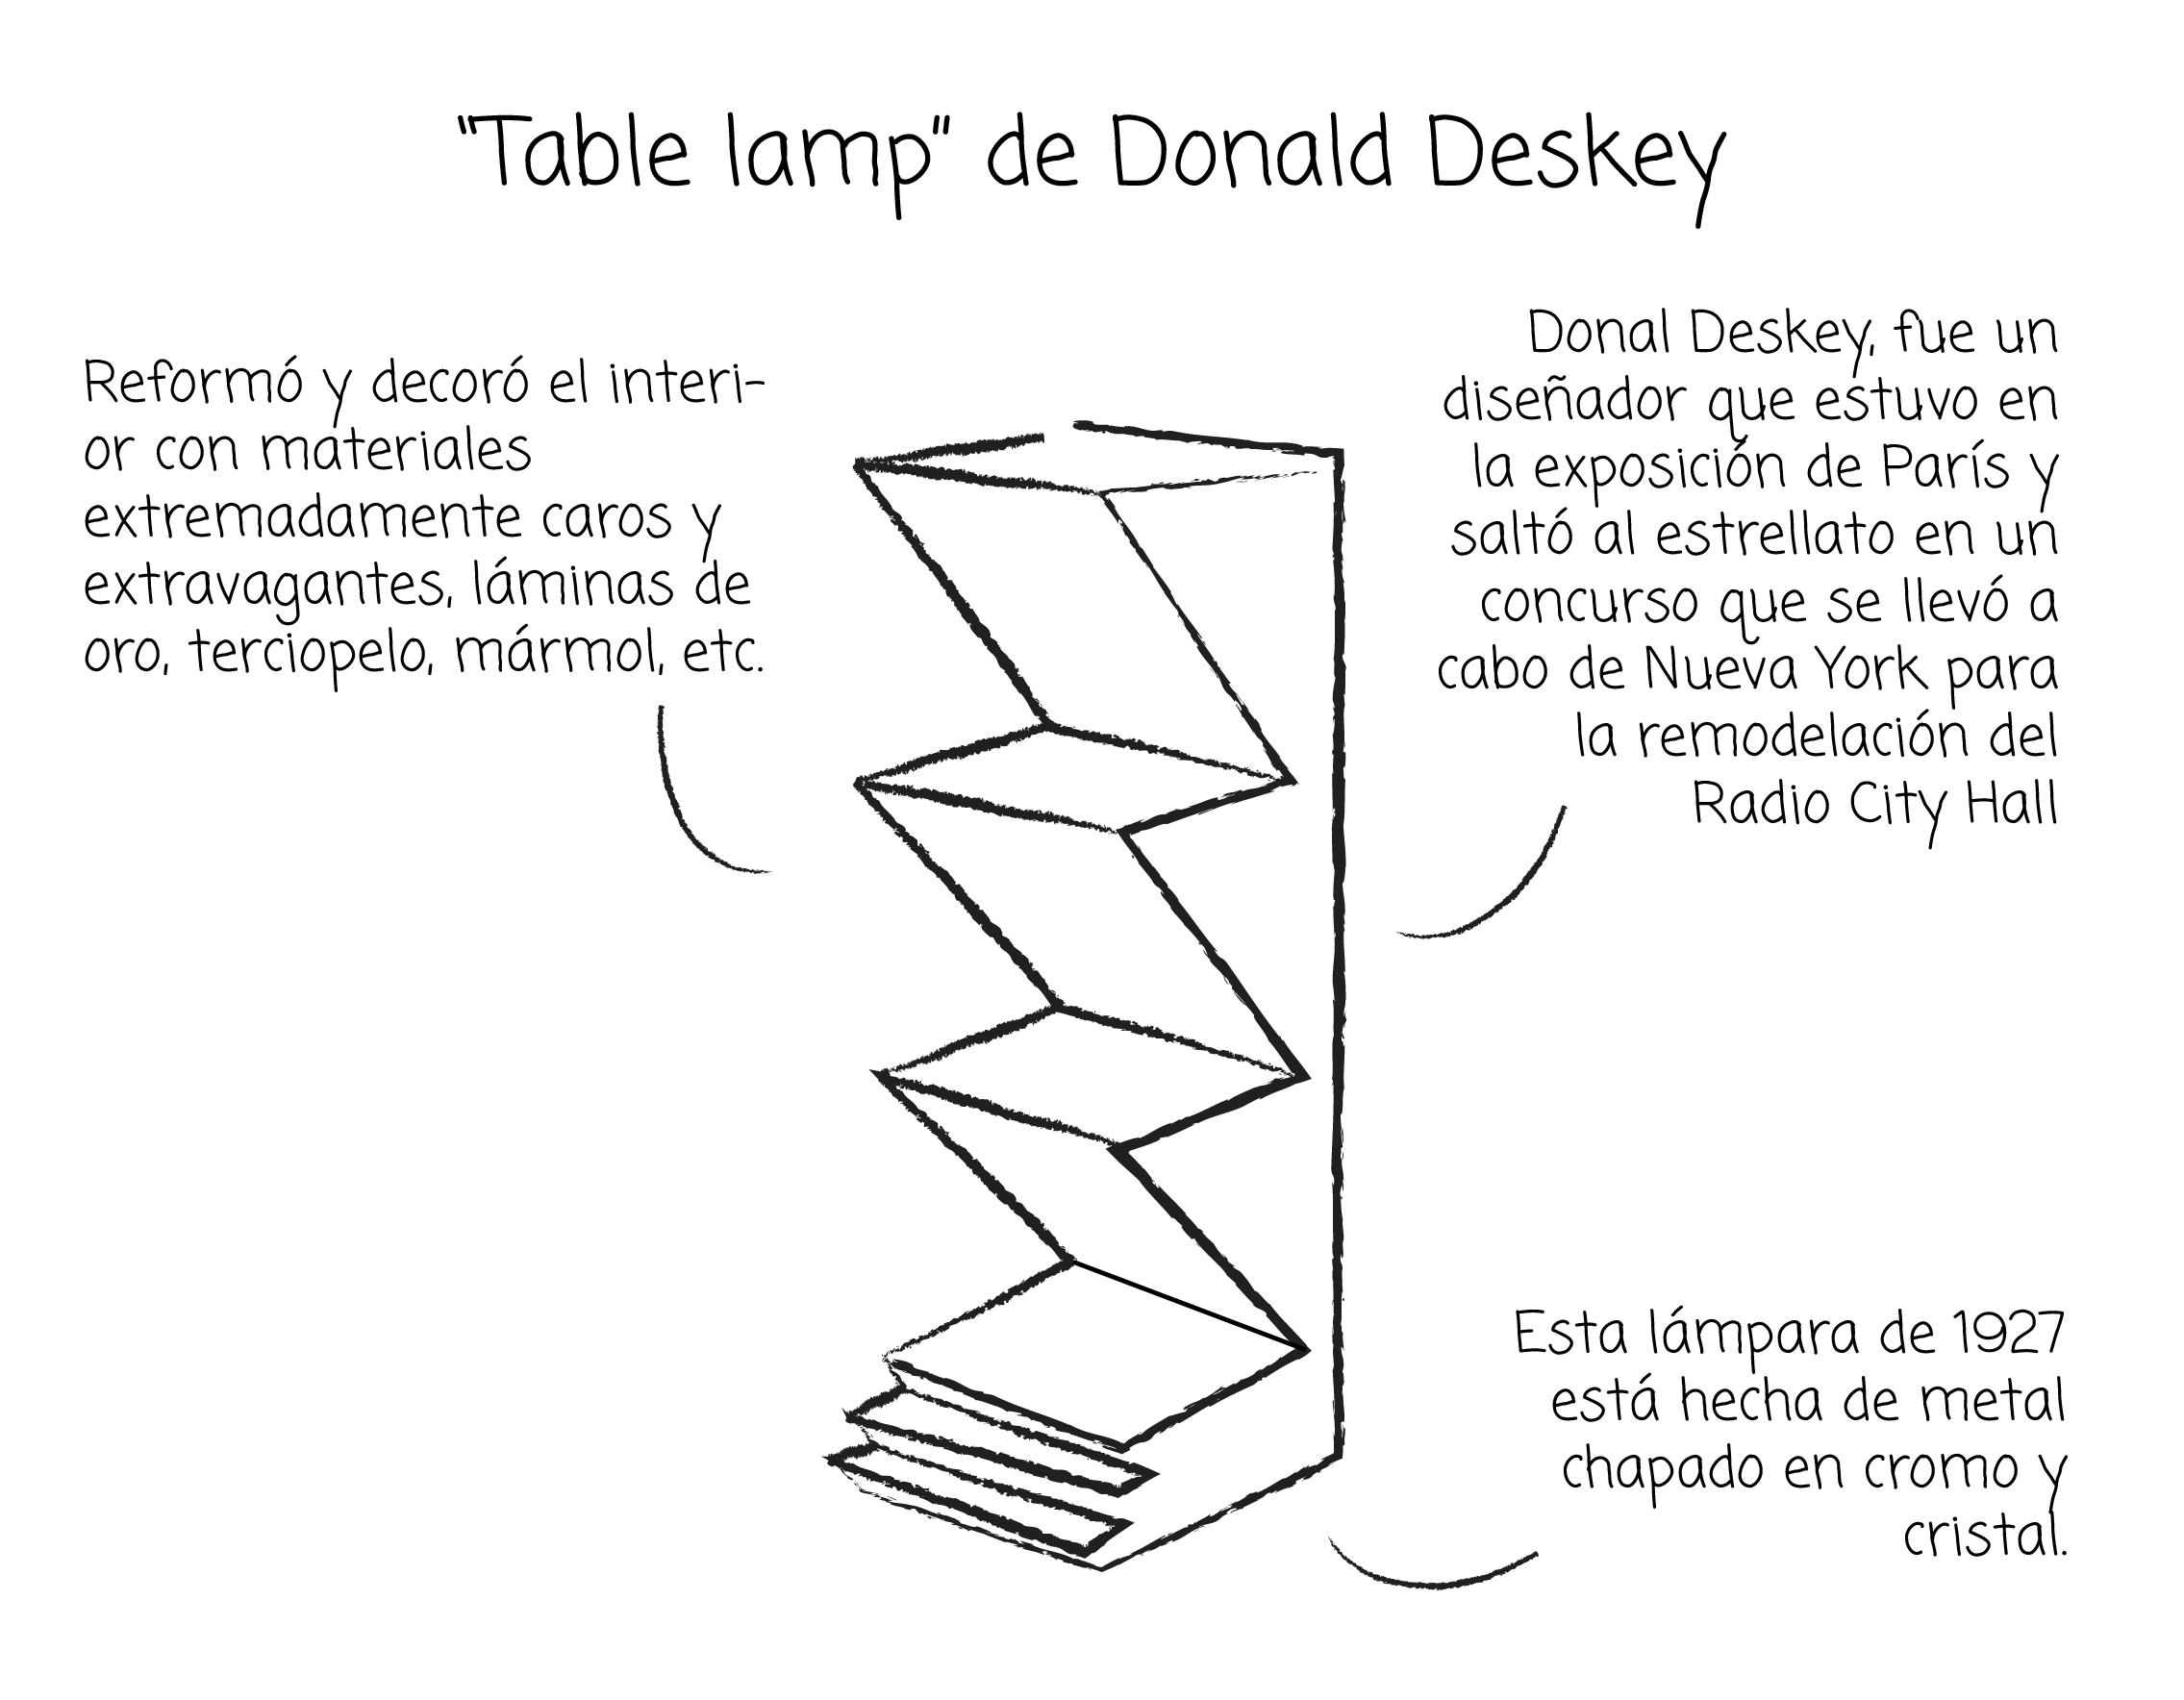 "Table lamp" de Donald Deskey
Reformó y decoró el interi-
or con materiales
extremadamente caros y
extravagantes, láminas de
oro, terciopelo, mármol, etc.
Donal Deskey, fue un
diseñador que estuvo en
la exposición de París y
saltó al estrellato en un
concurso que se llevó a
cabo de Nueva York para
la remodelación del
Radio City Hall
Esta lámpara de 1927
está hecha de metal
chapado en cromo y
cristal.